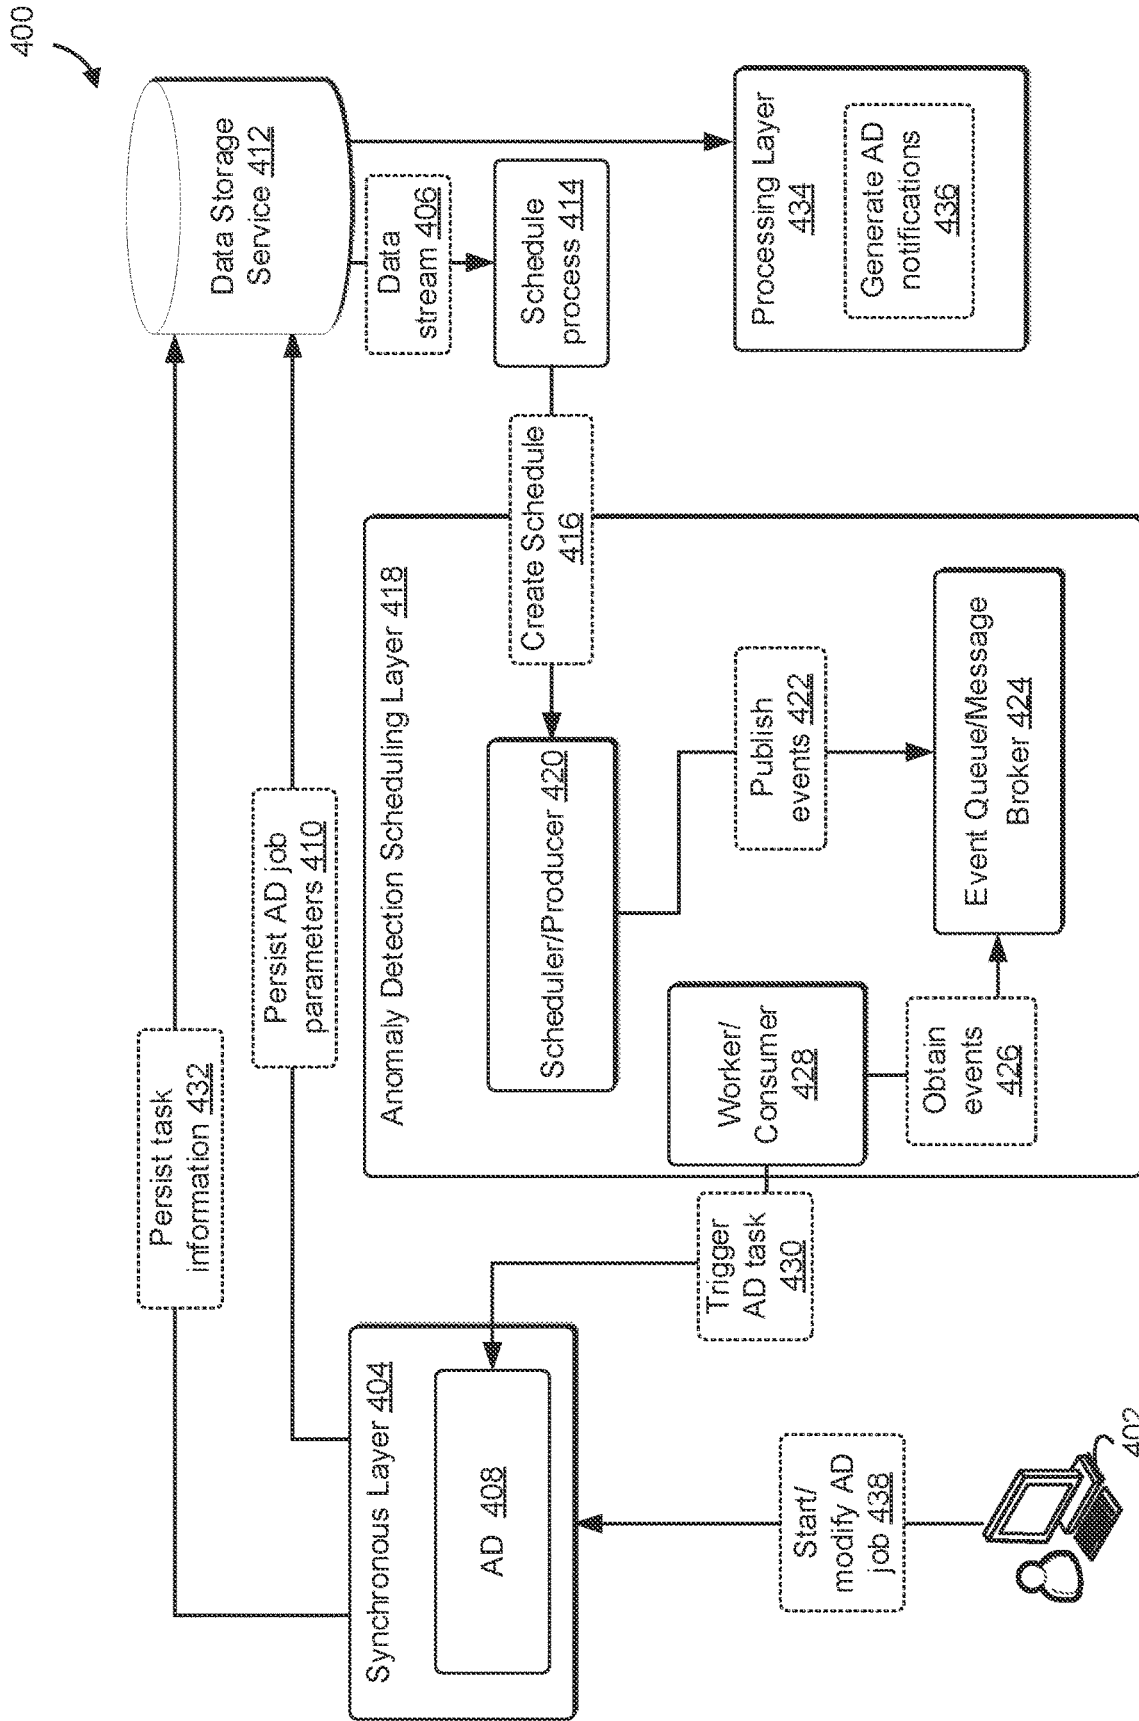 400
Persist task
information 432
Persist AD job
parameters 410
Data Storage
Service 412
Synchronous Layer 404
AD 408
Anomaly Detection Scheduling Layer 418
Data
stream 406
Scheduler/Producer 420
Create Schedule
416
Schedule
process 414
Trigger
AD task
430
Worker/
Consumer
428
Publish
events 422
Processing Layer
434
Generate AD
notifications
436
Start/
modify AD
job 438
Obtain
events
426
Event Queue/Message
Broker 424
402